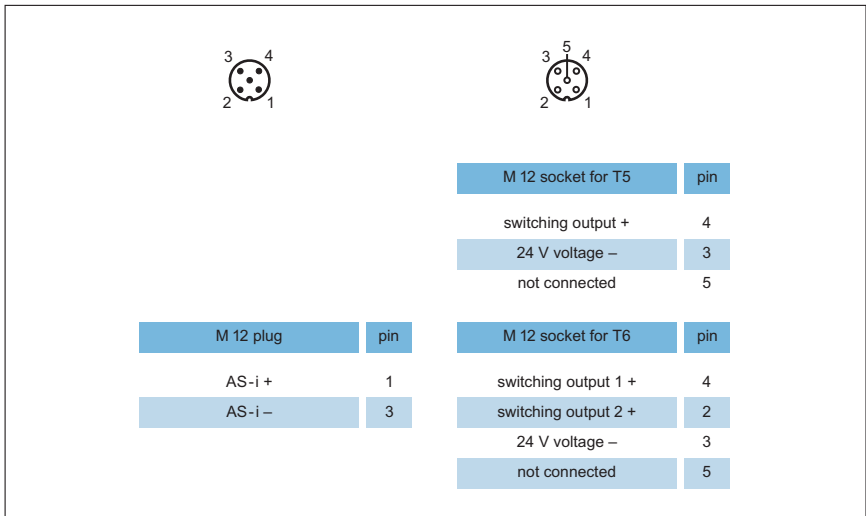 3 4
2 1
5
3 4
2 1
M 12 socket for T5 pin
switching output + 4
24 V voltage – 3
not connected 5
M 12 plug pin
AS-i + 1
AS-i – 3
M 12 socket for T6 pin
switching output 1 + 4
switching output 2 + 2
24 V voltage – 3
not connected 5